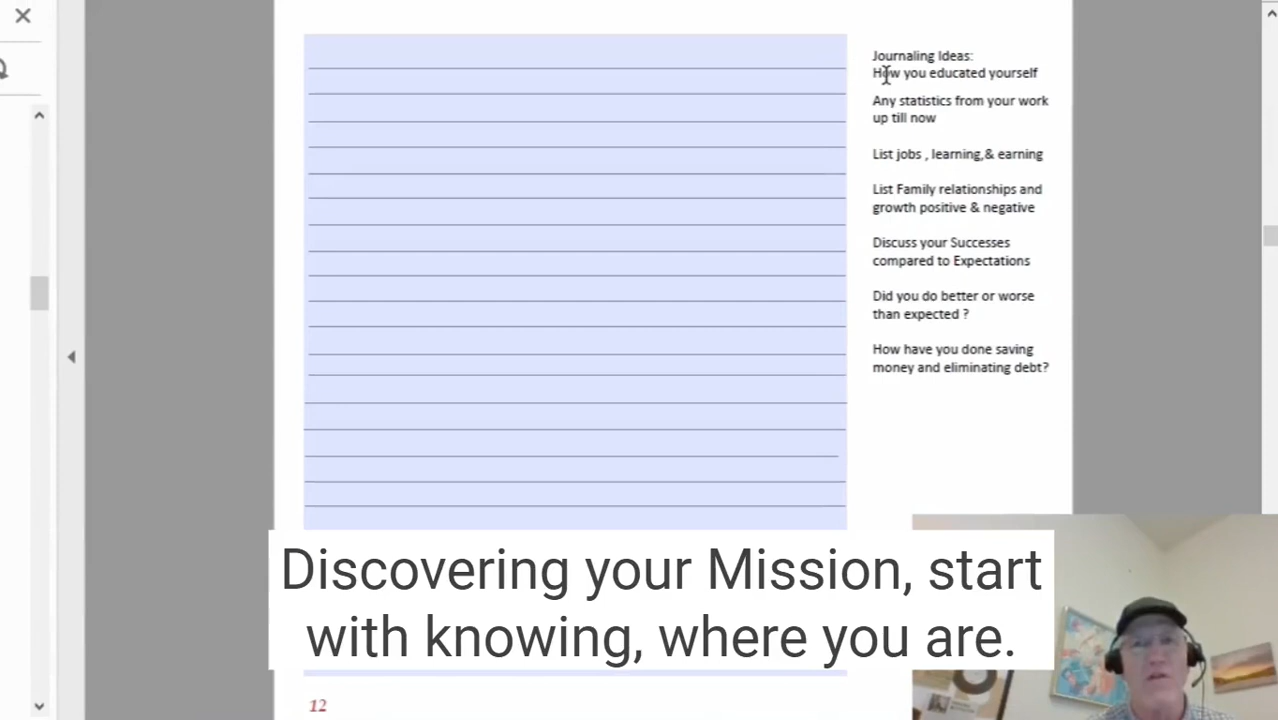 Journaling Ideas:
How you educated yourself
Any statistics from your work
up till now
List jobs , learning,& earning
List Family relationships and
growth positive & negative
Discuss your Successes
compared to Expectations
Did you do better or worse
than expected ?
How have you done saving
money and eliminating debt?
Discovering your Mission, start
with knowing, where you are.
12